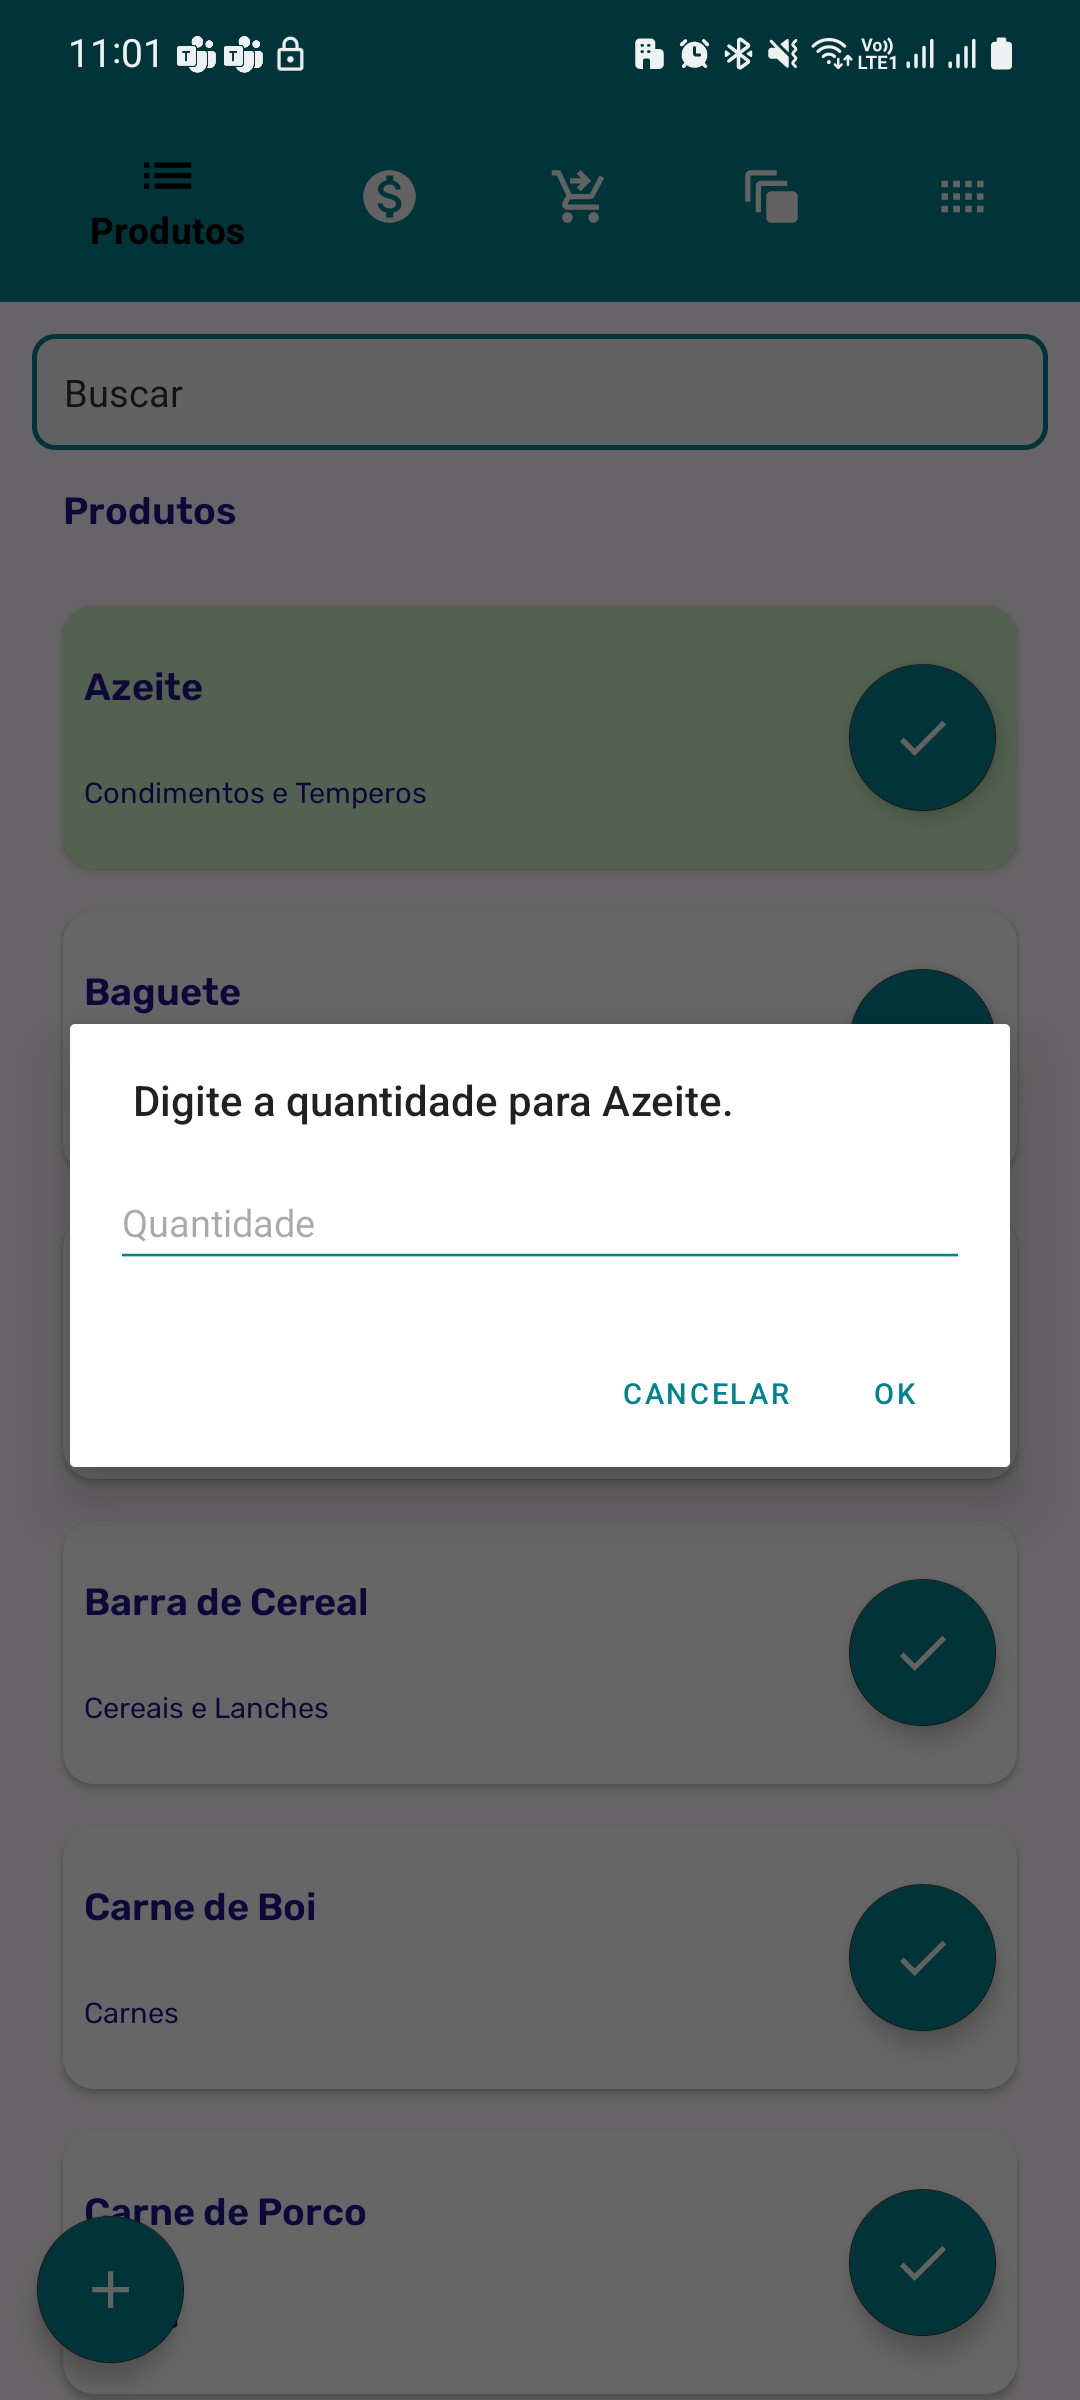 11:01
Vo))
LTE1
Produtos
Buscar
Produtos
Azeite
Condimentos e Temperos
Baguete
Digite a quantidade para Azeite.
Quantidade
CANCELAR OK
Barra de Cereal
Cereais e Lanches
Carne de Boi
Carnes
Carne de Porco